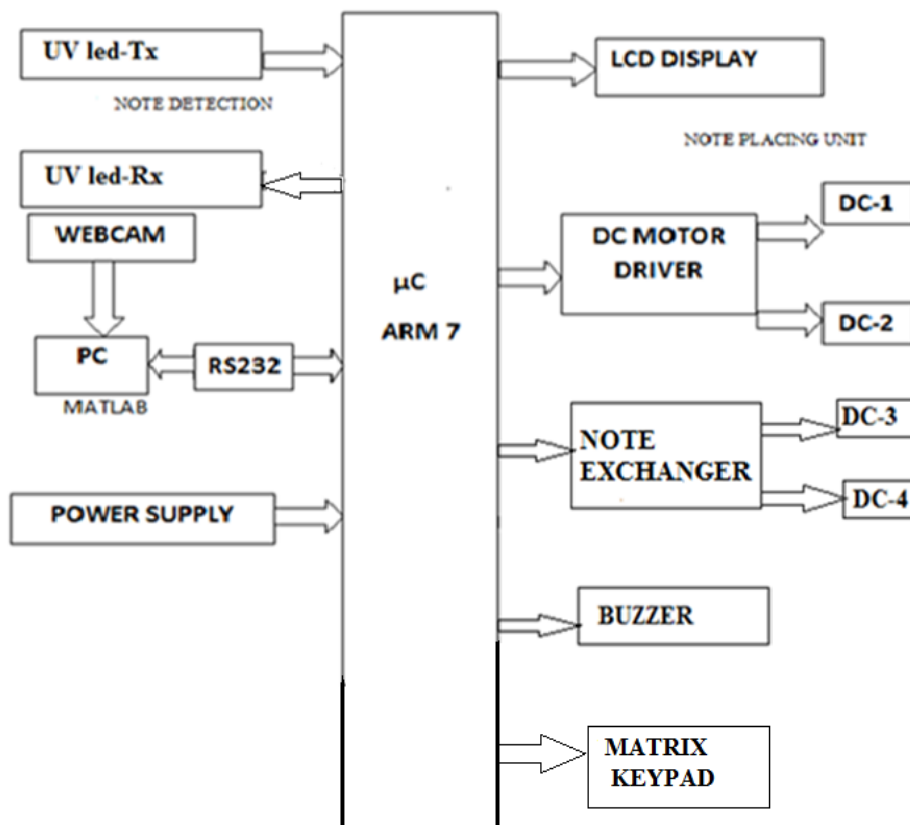 UV led-Tx
NOTE DETECTION
UV led-Rx
WEBCAM
PC
MATLAB
RS232
POWER SUPPLY
µC
ARM 7
LCD DISPLAY
NOTE PLACING UNIT
DC MOTOR
DRIVER
DC-1
DC-2
NOTE
EXCHANGER
DC-3
DC-4
BUZZER
MATRIX
KEYPAD